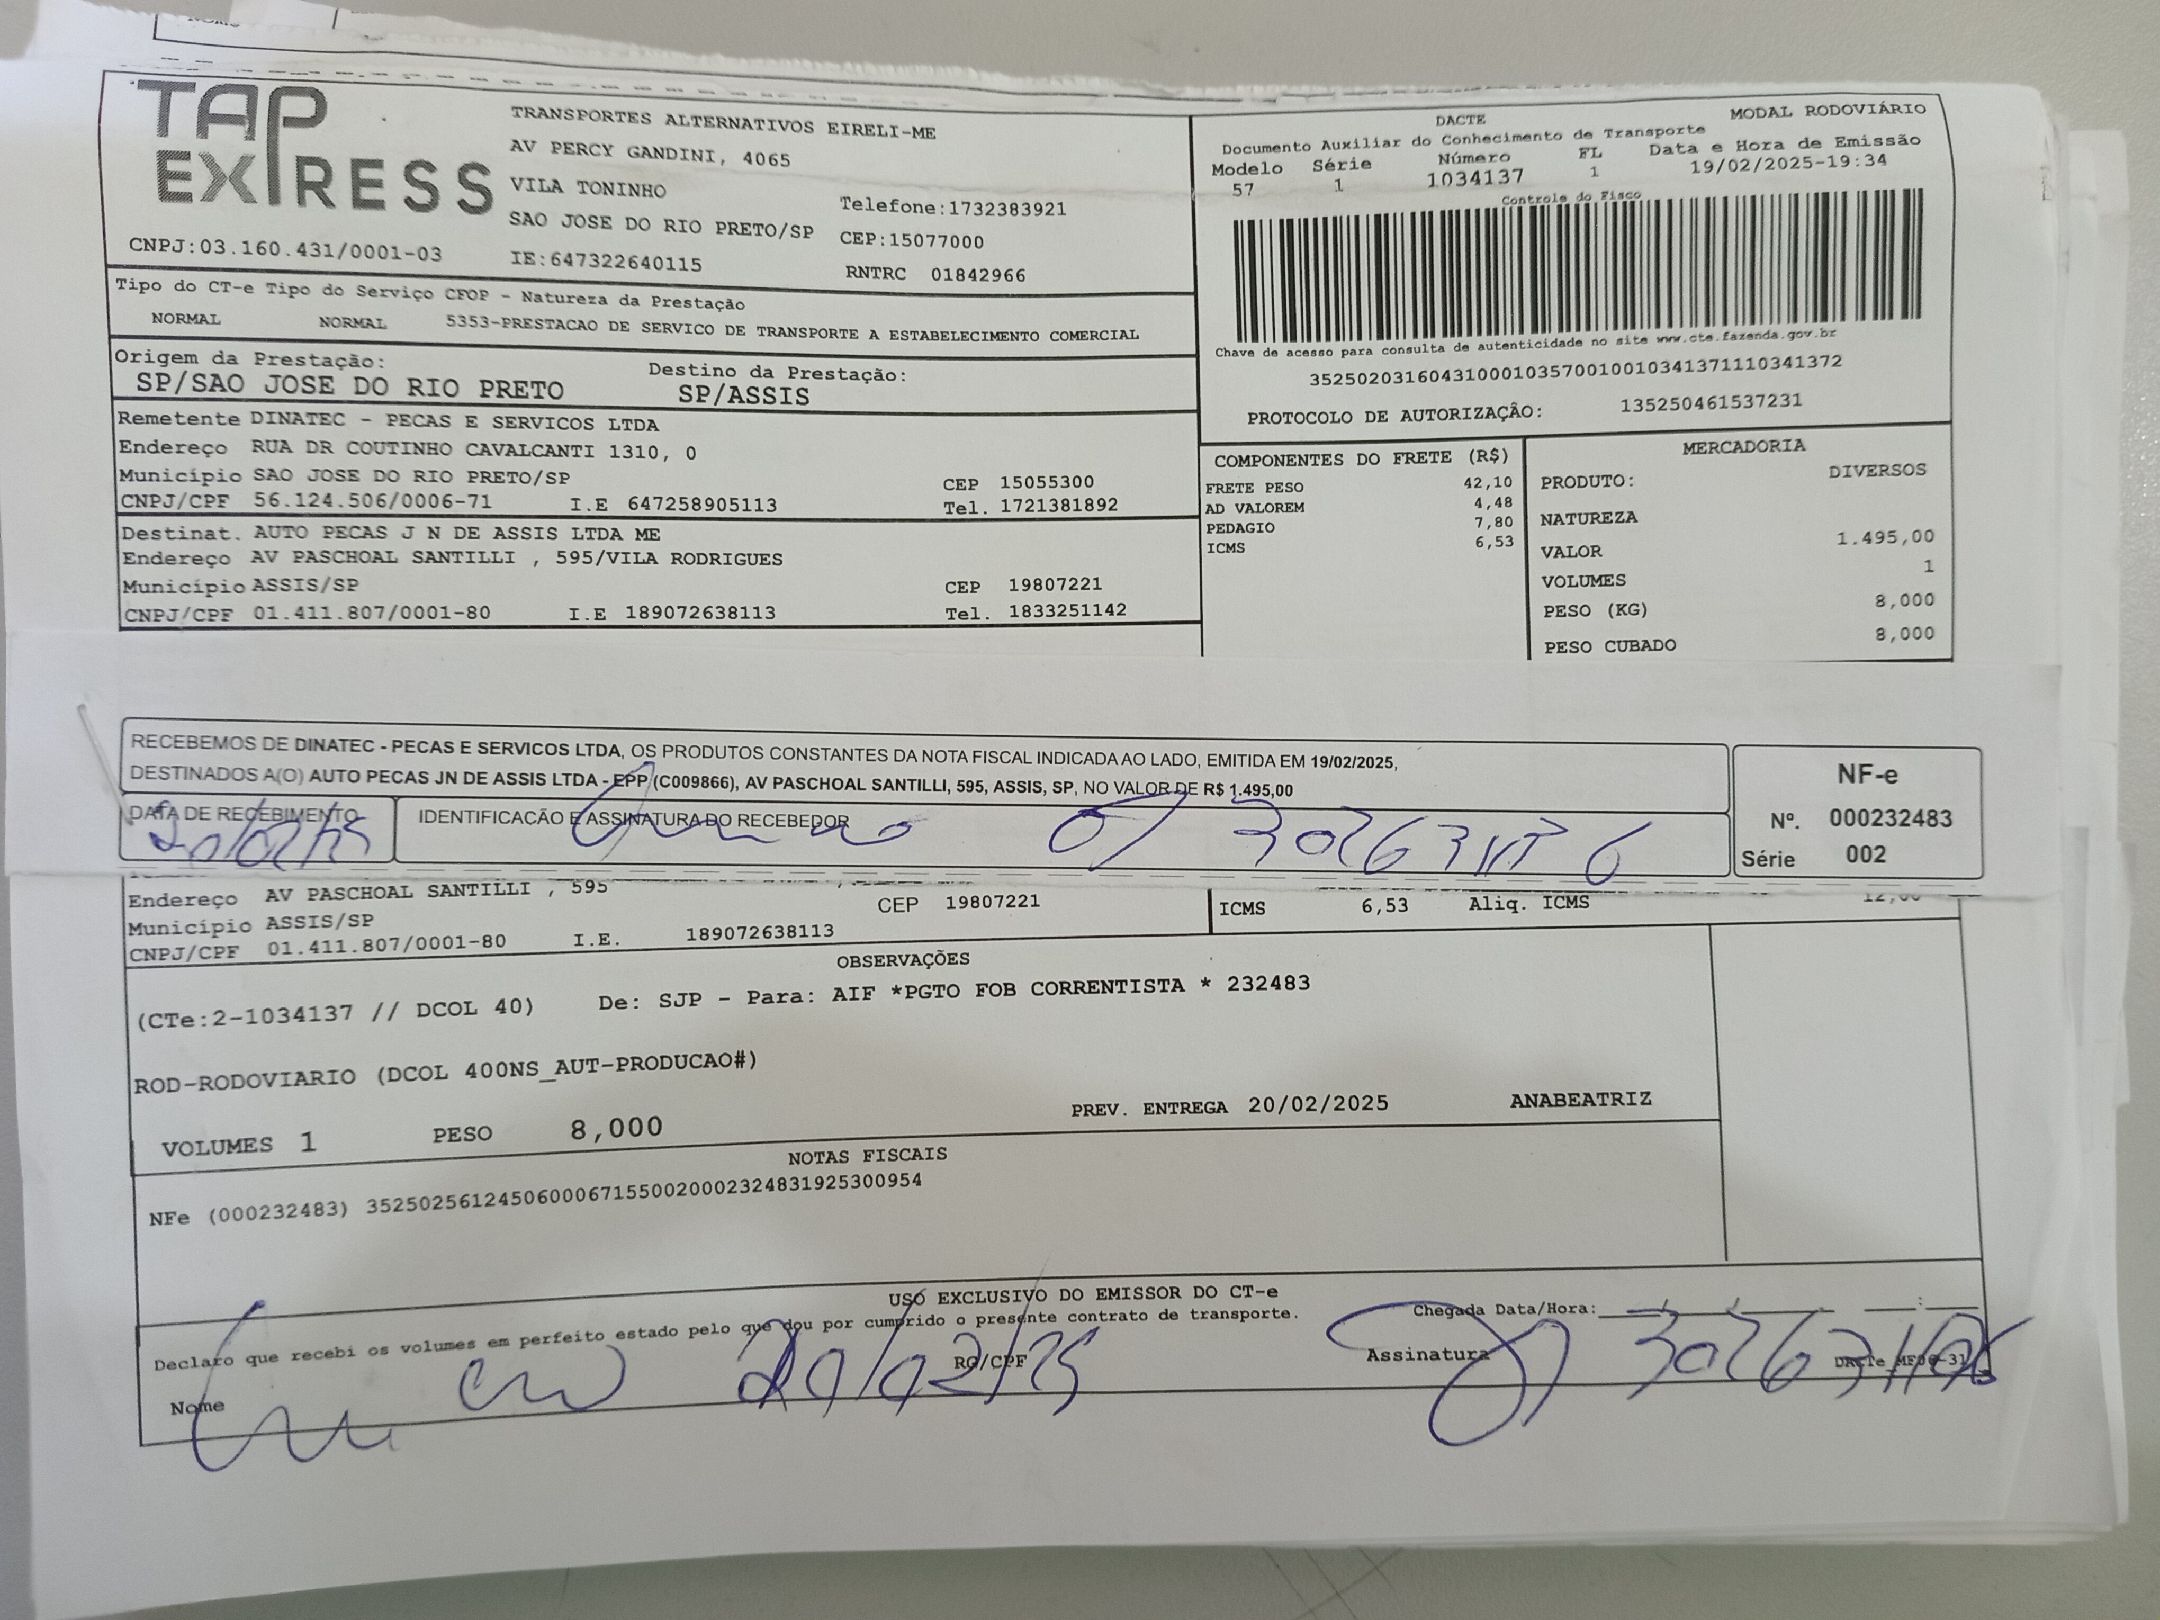 TAP EXPRESS
TRANSPORTES ALTERNATIVOS EIRELI-ME
AV PERCY GANDINI, 4065
VILA TONINHO
SAO JOSE DO RIO PRETO/SP
Telefone:1732383921
CEP:15077000
CNPJ:03.160.431/0001-03
IE:647322640115
RNTRC 01842966
DACTE
MODAL RODOVIÁRIO
Documento Auxiliar do Conhecimento de Transporte
Modelo Série Número FL Data e Hora de Emissão
57 1 1034137 1 19/02/2025-19:34
Controle do Fisco
Chave de acesso para consulta de autenticidade no site www.cte.fazenda.gov.br
35250203160431000103570010010341371110341372
PROTOCOLO DE AUTORIZAÇÃO: 135250461537231
Tipo do CT-e Tipo do Serviço CFOP - Natureza da Prestação
NORMAL NORMAL 5353-PRESTACAO DE SERVICO DE TRANSPORTE A ESTABELECIMENTO COMERCIAL
Origem da Prestação: Destino da Prestação:
SP/SAO JOSE DO RIO PRETO SP/ASSIS
Remetente DINATEC - PECAS E SERVICOS LTDA
Endereço RUA DR COUTINHO CAVALCANTI 1310, 0
Município SAO JOSE DO RIO PRETO/SP CEP 15055300
CNPJ/CPF 56.124.506/0006-71 I.E 647258905113 Tel. 1721381892
Destinat. AUTO PECAS J N DE ASSIS LTDA ME
Endereço AV PASCHOAL SANTILLI , 595/VILA RODRIGUES
Município ASSIS/SP CEP 19807221
CNPJ/CPF 01.411.807/0001-80 I.E 189072638113 Tel. 1833251142
COMPONENTES DO FRETE (R$)
FRETE PESO 42,10
AD VALOREM 4,48
PEDAGIO 7,80
ICMS 6,53
MERCADORIA
PRODUTO: DIVERSOS
NATUREZA
VALOR 1.495,00
VOLUMES 1
PESO (KG) 8,000
PESO CUBADO 8,000
RECEBEMOS DE DINATEC - PECAS E SERVICOS LTDA, OS PRODUTOS CONSTANTES DA NOTA FISCAL INDICADA AO LADO, EMITIDA EM 19/02/2025,
DESTINADOS A(O) AUTO PECAS JN DE ASSIS LTDA - EPP (C009866), AV PASCHOAL SANTILLI, 595, ASSIS, SP, NO VALOR DE R$ 1.495,00
DATA DE RECEBIMENTO
20/02/25
IDENTIFICACÃO E ASSINATURA DO RECEBEDOR
NF-e
Nº. 000232483
Série 002
Endereço AV PASCHOAL SANTILLI , 595
Município ASSIS/SP CEP 19807221
CNPJ/CPF 01.411.807/0001-80 I.E. 189072638113
ICMS 6,53 Aliq. ICMS
OBSERVAÇÕES
(CTe:2-1034137 // DCOL 40) De: SJP - Para: AIF *PGTO FOB CORRENTISTA * 232483
ROD-RODOVIARIO (DCOL 400NS_AUT-PRODUCAO#)
PREV. ENTREGA 20/02/2025 ANABEATRIZ
VOLUMES 1 PESO 8,000
NOTAS FISCAIS
NFe (000232483) 35250256124506000671550020002324831925300954
USO EXCLUSIVO DO EMISSOR DO CT-e
Declaro que recebi os volumes em perfeito estado pelo que dou por cumprido o presente contrato de transporte.
Chegada Data/Hora:
Nome RG/CPF Assinatura
20/02/25